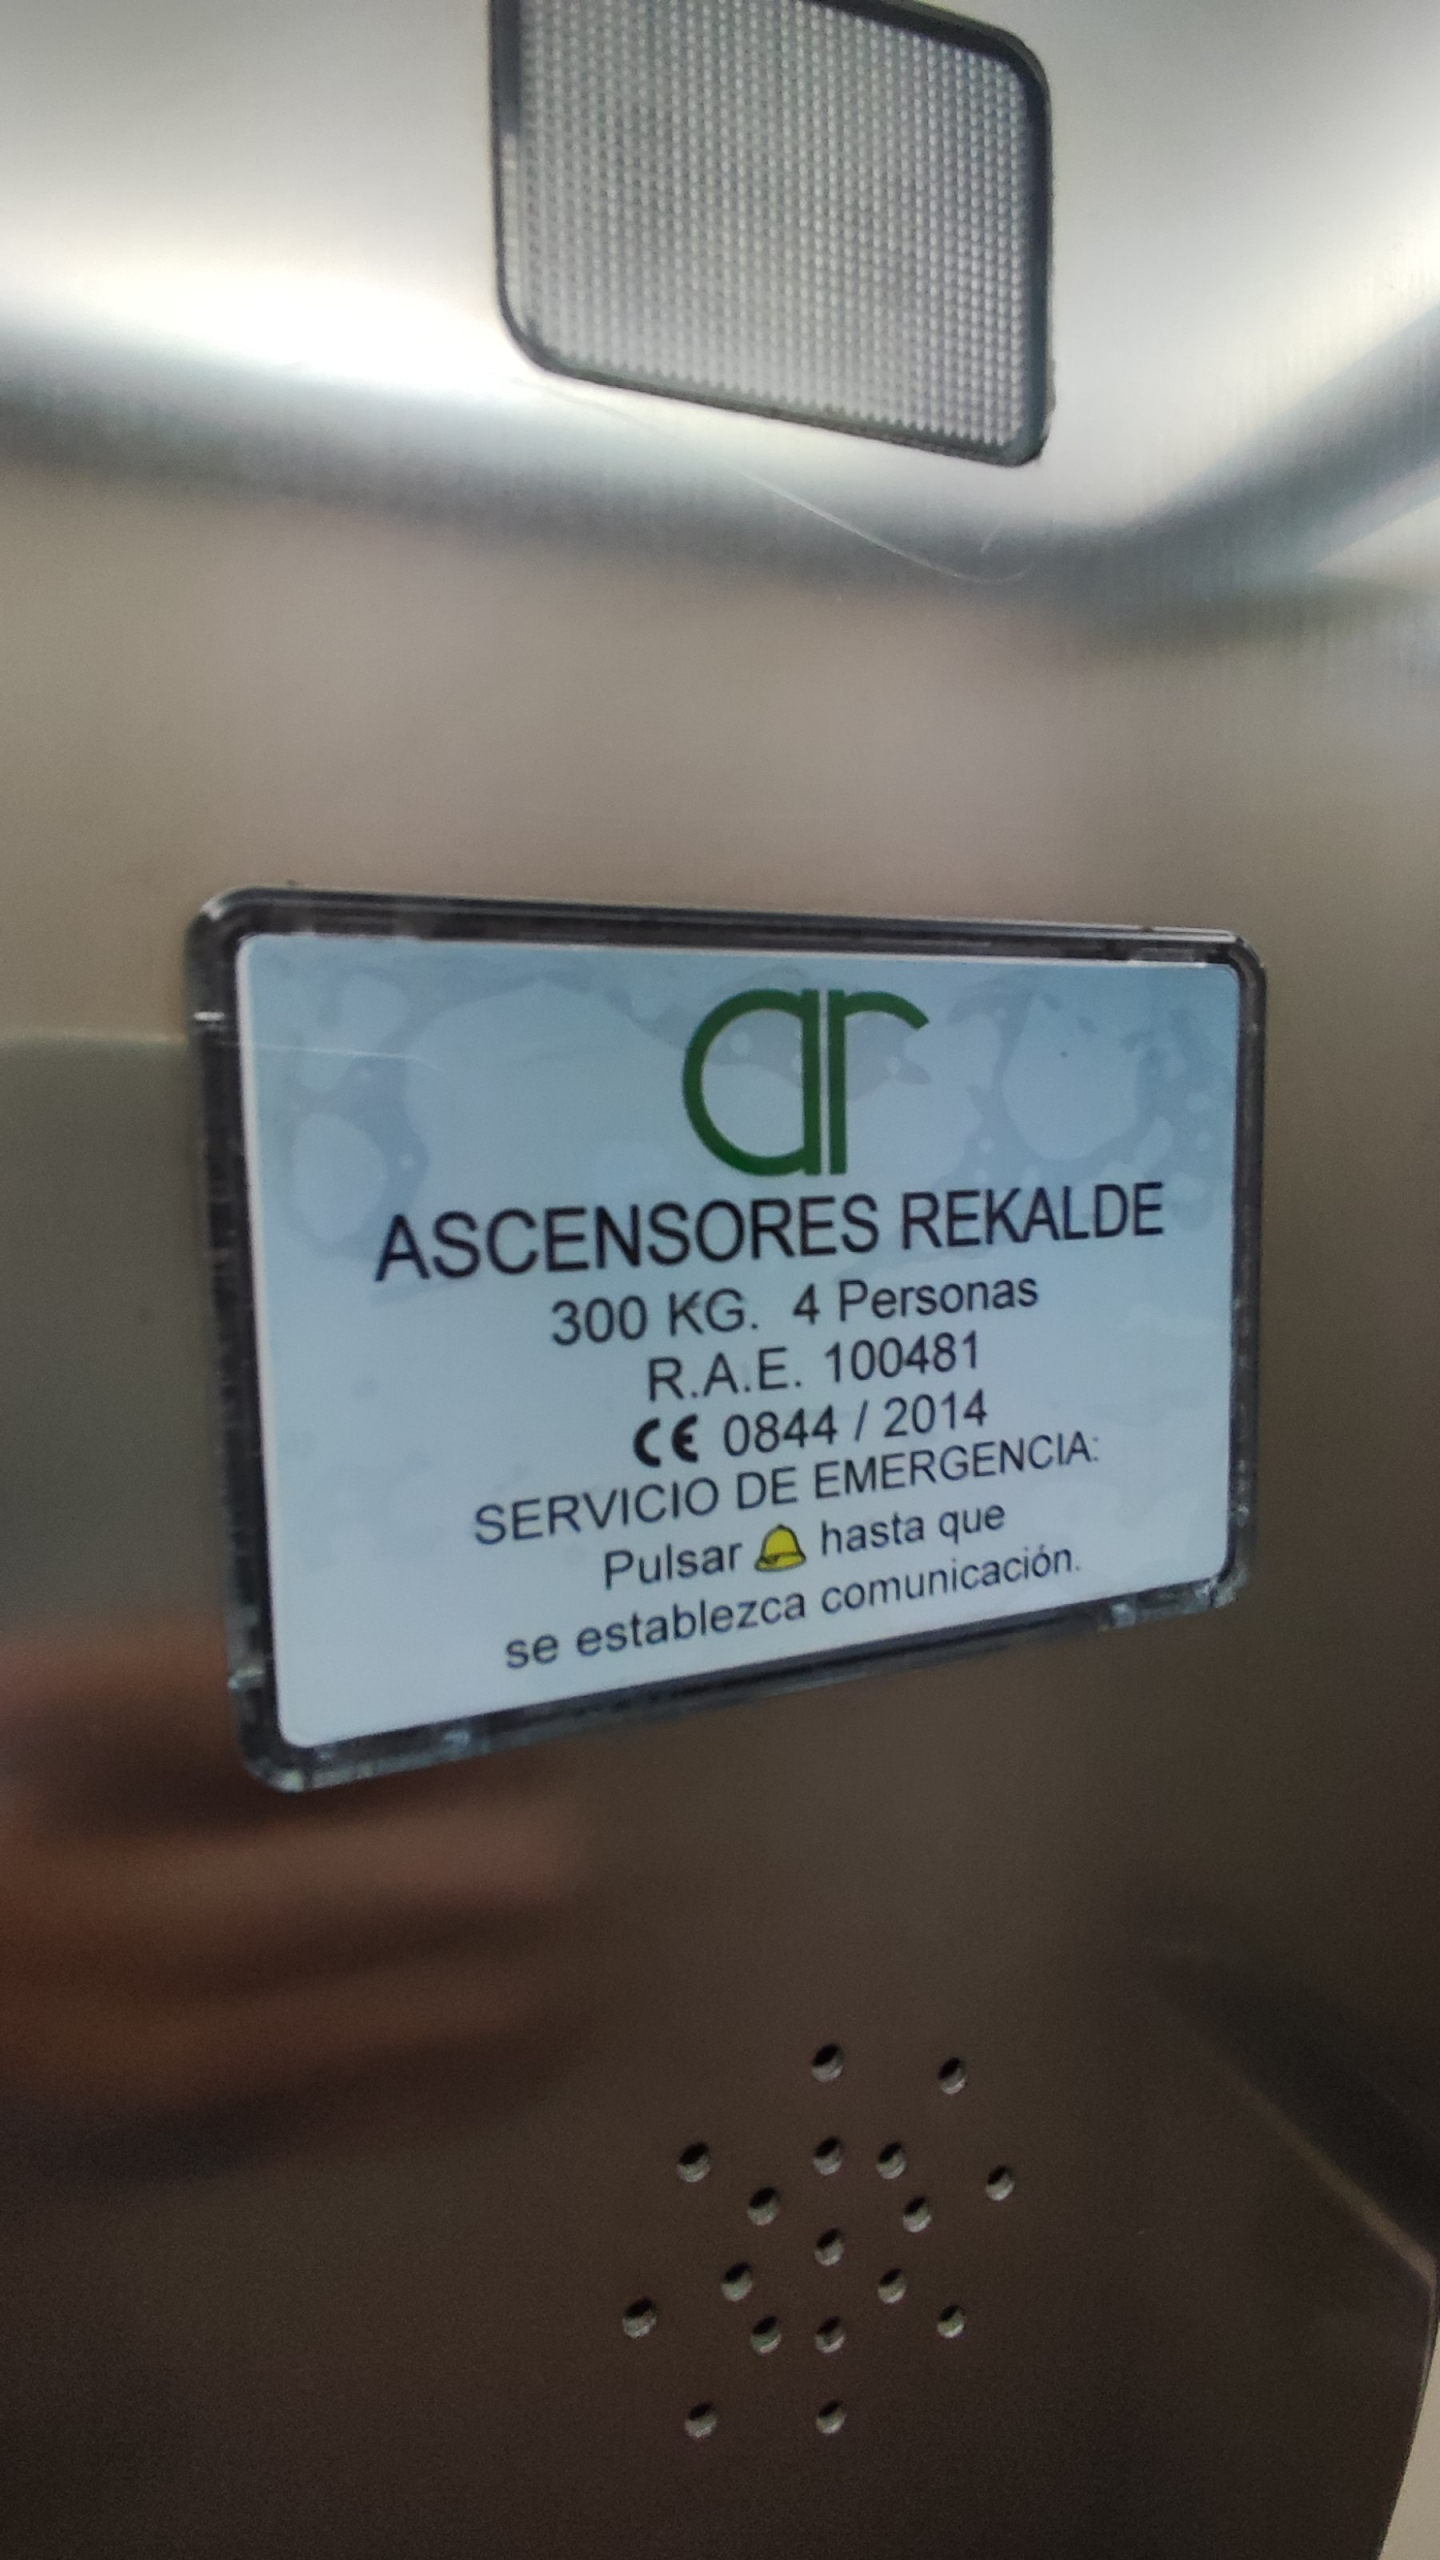 ar
ASCENSORES REKALDE
300 KG. 4 Personas
R.A.E. 100481
CE 0844 / 2014
SERVICIO DE EMERGENCIA:
Pulsar 🔔 hasta que
se establezca comunicación.